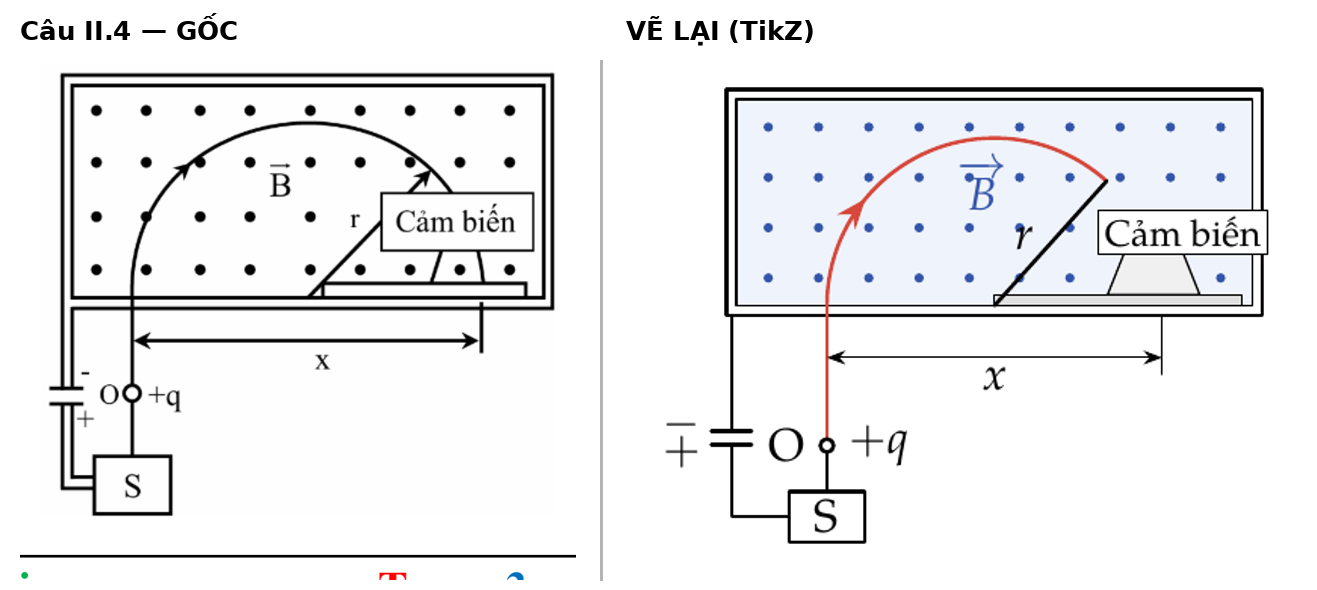 Câu II.4 — GỐC
B
r
Cảm biến
x
-
O +q
+
S
VẼ LẠI (TikZ)
B
r
Cảm biến
x
−
+
O +q
S